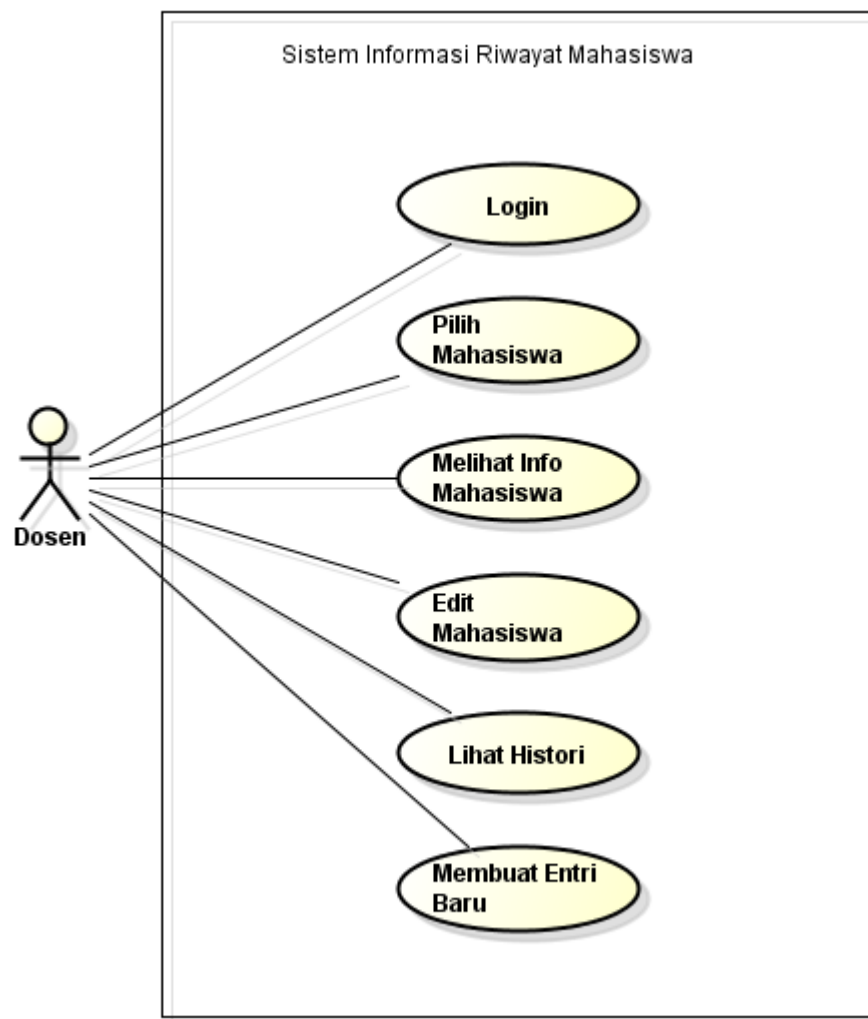 Sistem Informasi Riwayat Mahasiswa
Login
Pilih
Mahasiswa
Melihat Info
Mahasiswa
Dosen
Edit
Mahasiswa
Lihat Histori
Membuat Entri
Baru